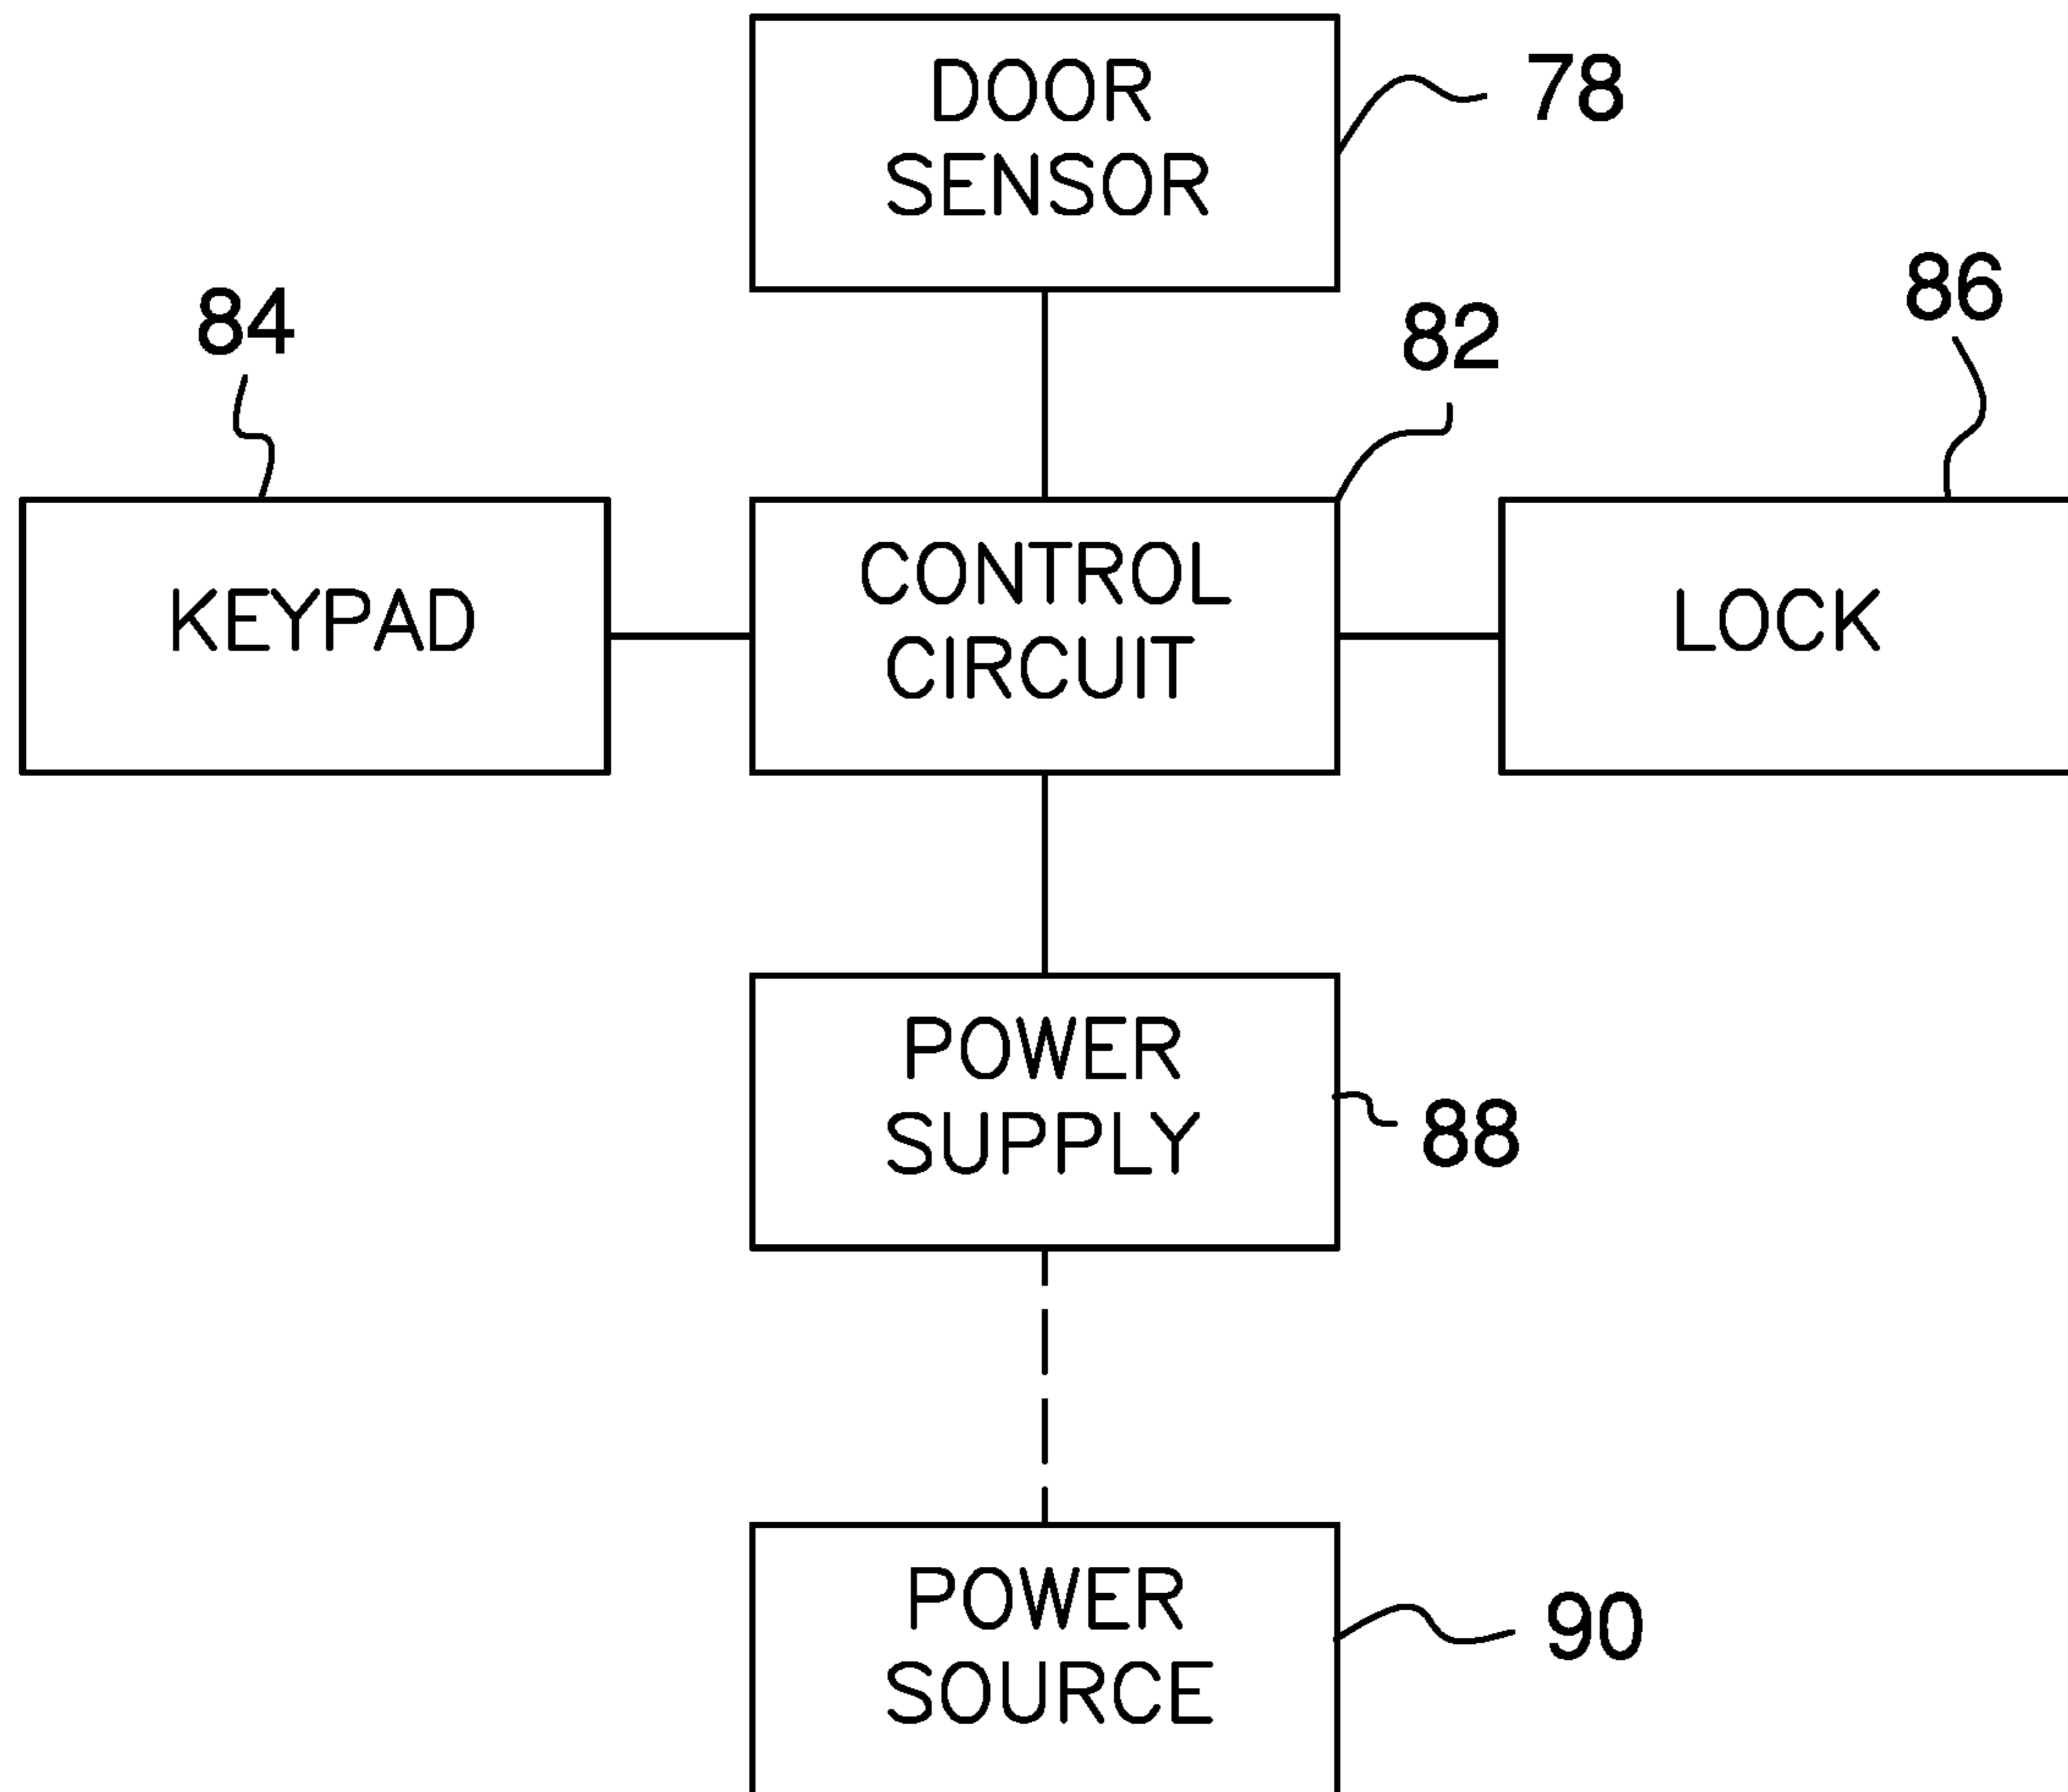 DOOR
SENSOR
78
84
82
86
KEYPAD
CONTROL
CIRCUIT
LOCK
POWER
SUPPLY
88
POWER
SOURCE
90